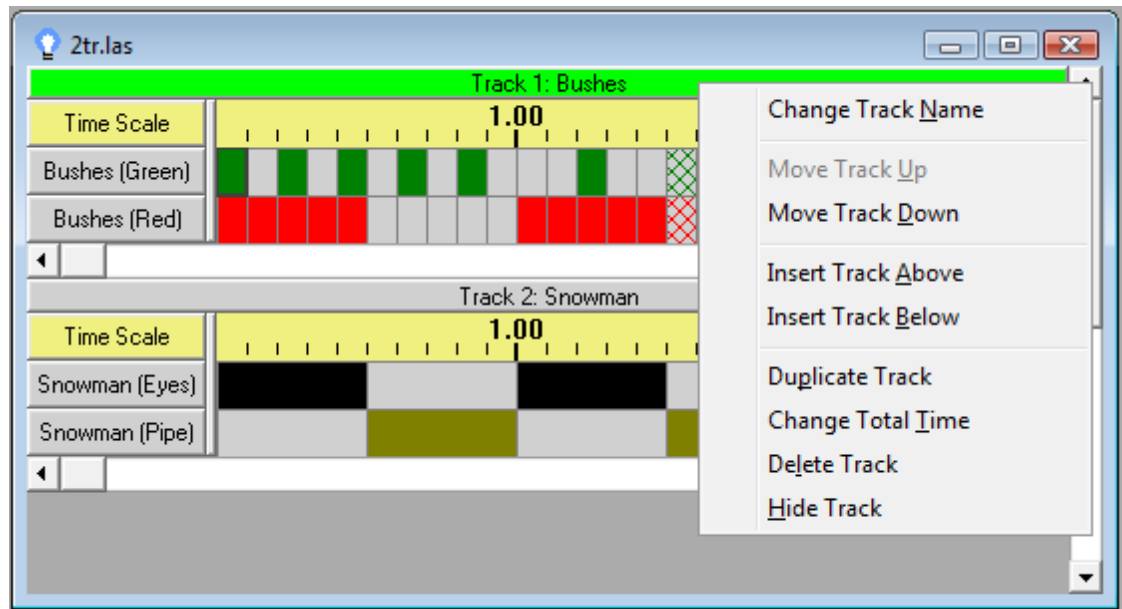 2tr.las
Track 1: Bushes
Time Scale
1.00
Bushes (Green)
Bushes (Red)
Track 2: Snowman
Time Scale
1.00
Snowman (Eyes)
Snowman (Pipe)
Change Track Name
Move Track Up
Move Track Down
Insert Track Above
Insert Track Below
Duplicate Track
Change Total Time
Delete Track
Hide Track